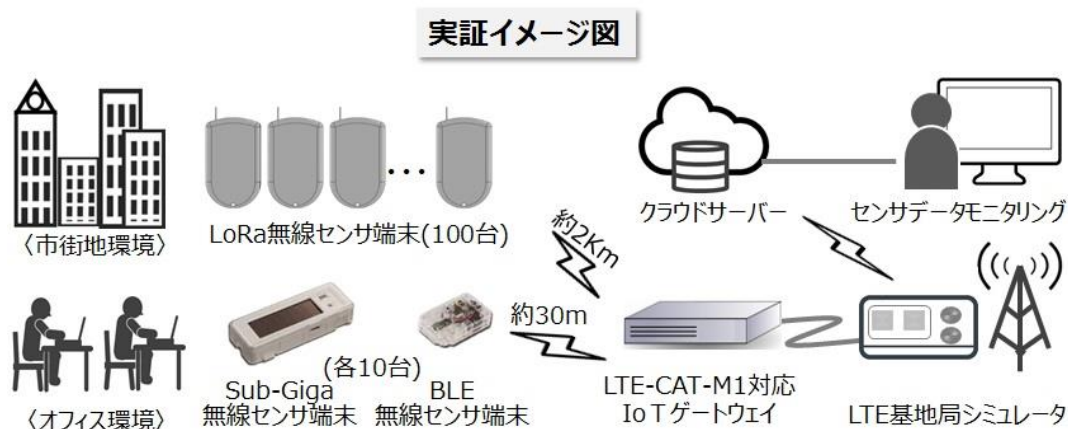 実証イメージ図
〈市街地環境〉
LoRa無線センサ端末(100台)
・・・
クラウドサーバー
センサデータモニタリング
約2Km
約30m
〈オフィス環境〉
(各10台)
Sub-Giga
無線センサ端末
BLE
無線センサ端末
LTE-CAT-M1対応
IoTゲートウェイ
LTE基地局シミュレータ